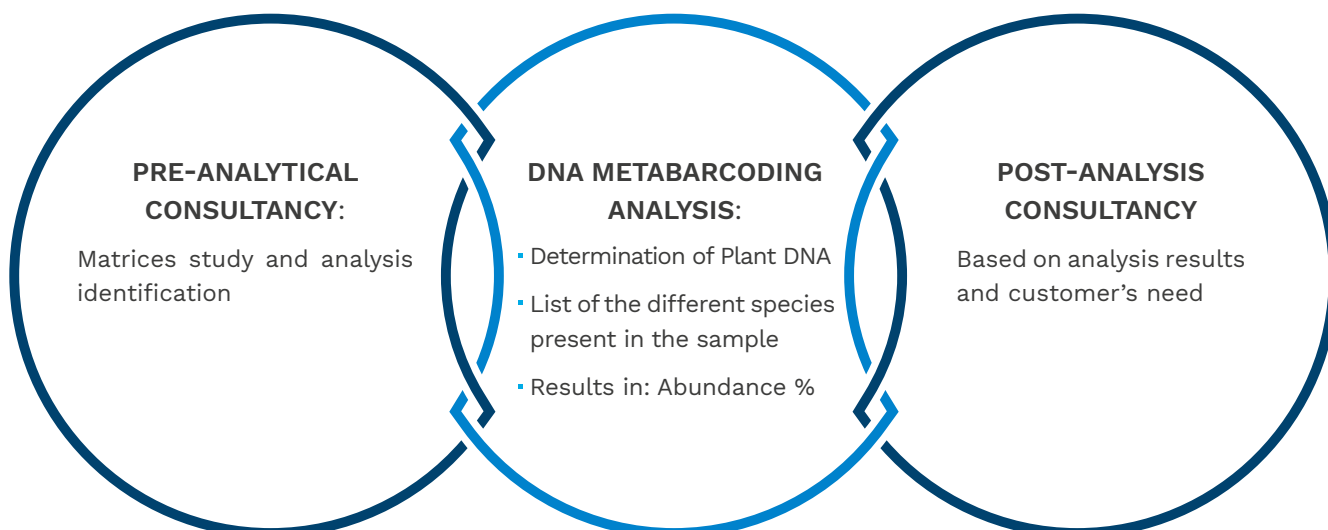 PRE-ANALYTICAL
CONSULTANCY:
Matrices study and analysis
identification
DNA METABARCODING
ANALYSIS:
▪ Determination of Plant DNA
▪ List of the different species
present in the sample
▪ Results in: Abundance %
POST-ANALYSIS
CONSULTANCY
Based on analysis results
and customer’s need